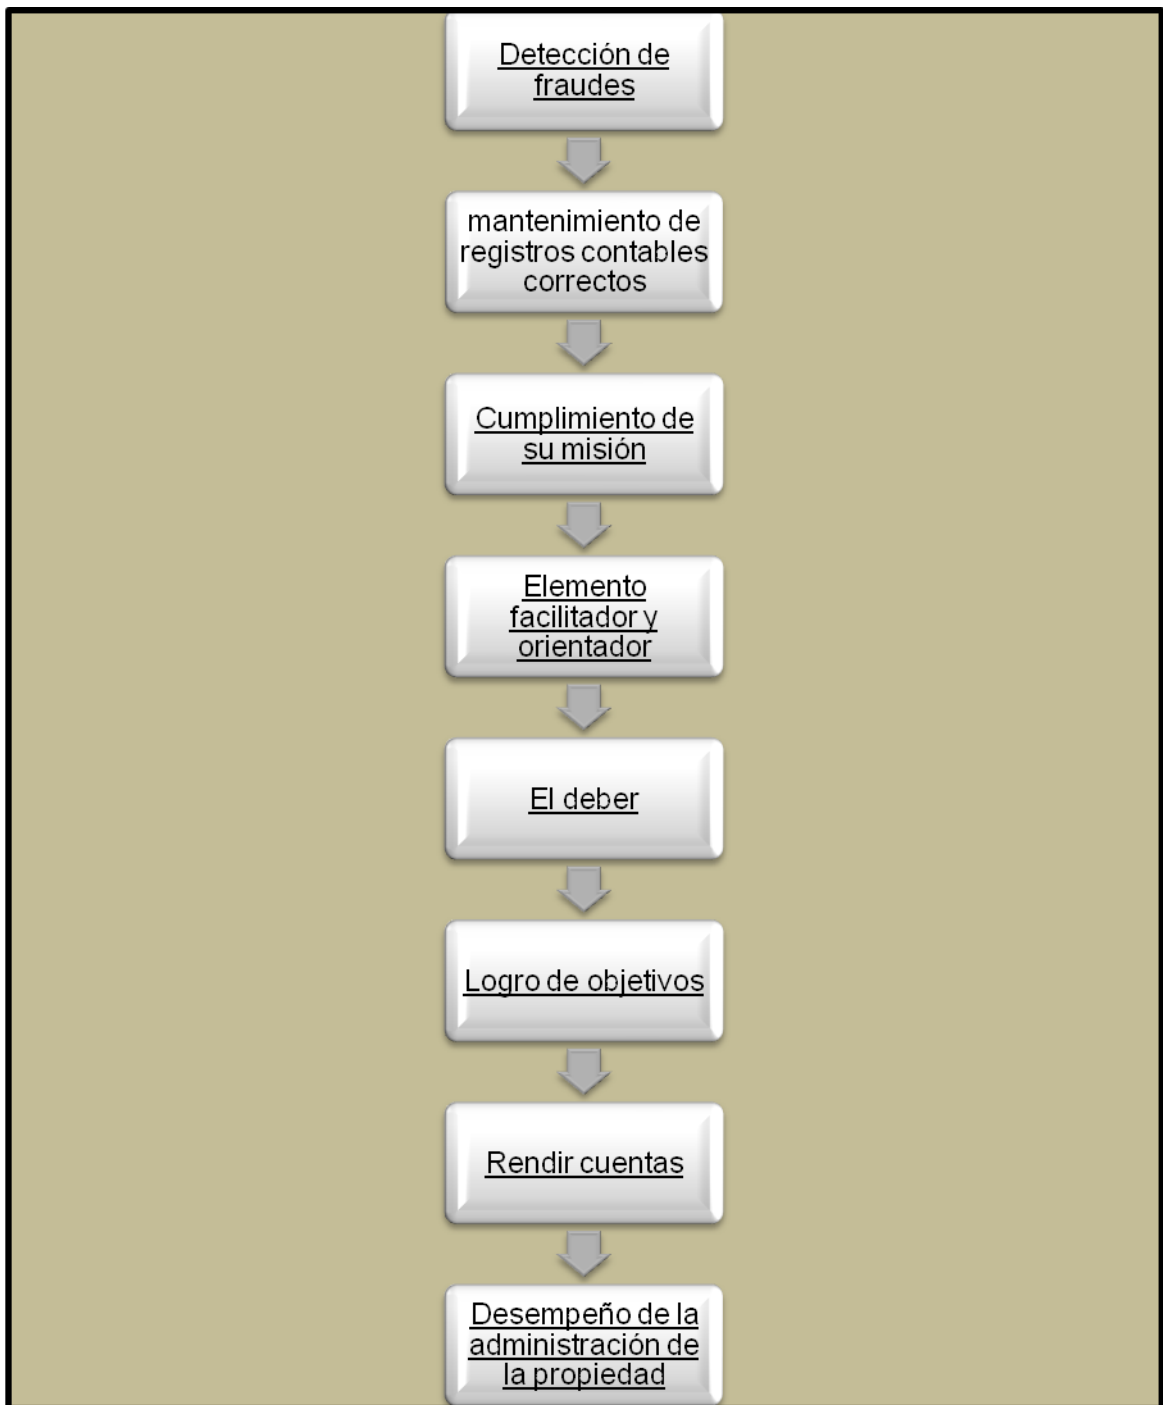 Detección de
fraudes
mantenimiento de
registros contables
correctos
Cumplimiento de
su misión
Elemento
facilitador y
orientador
El deber
Logro de objetivos
Rendir cuentas
Desempeño de la
administración de
la propiedad